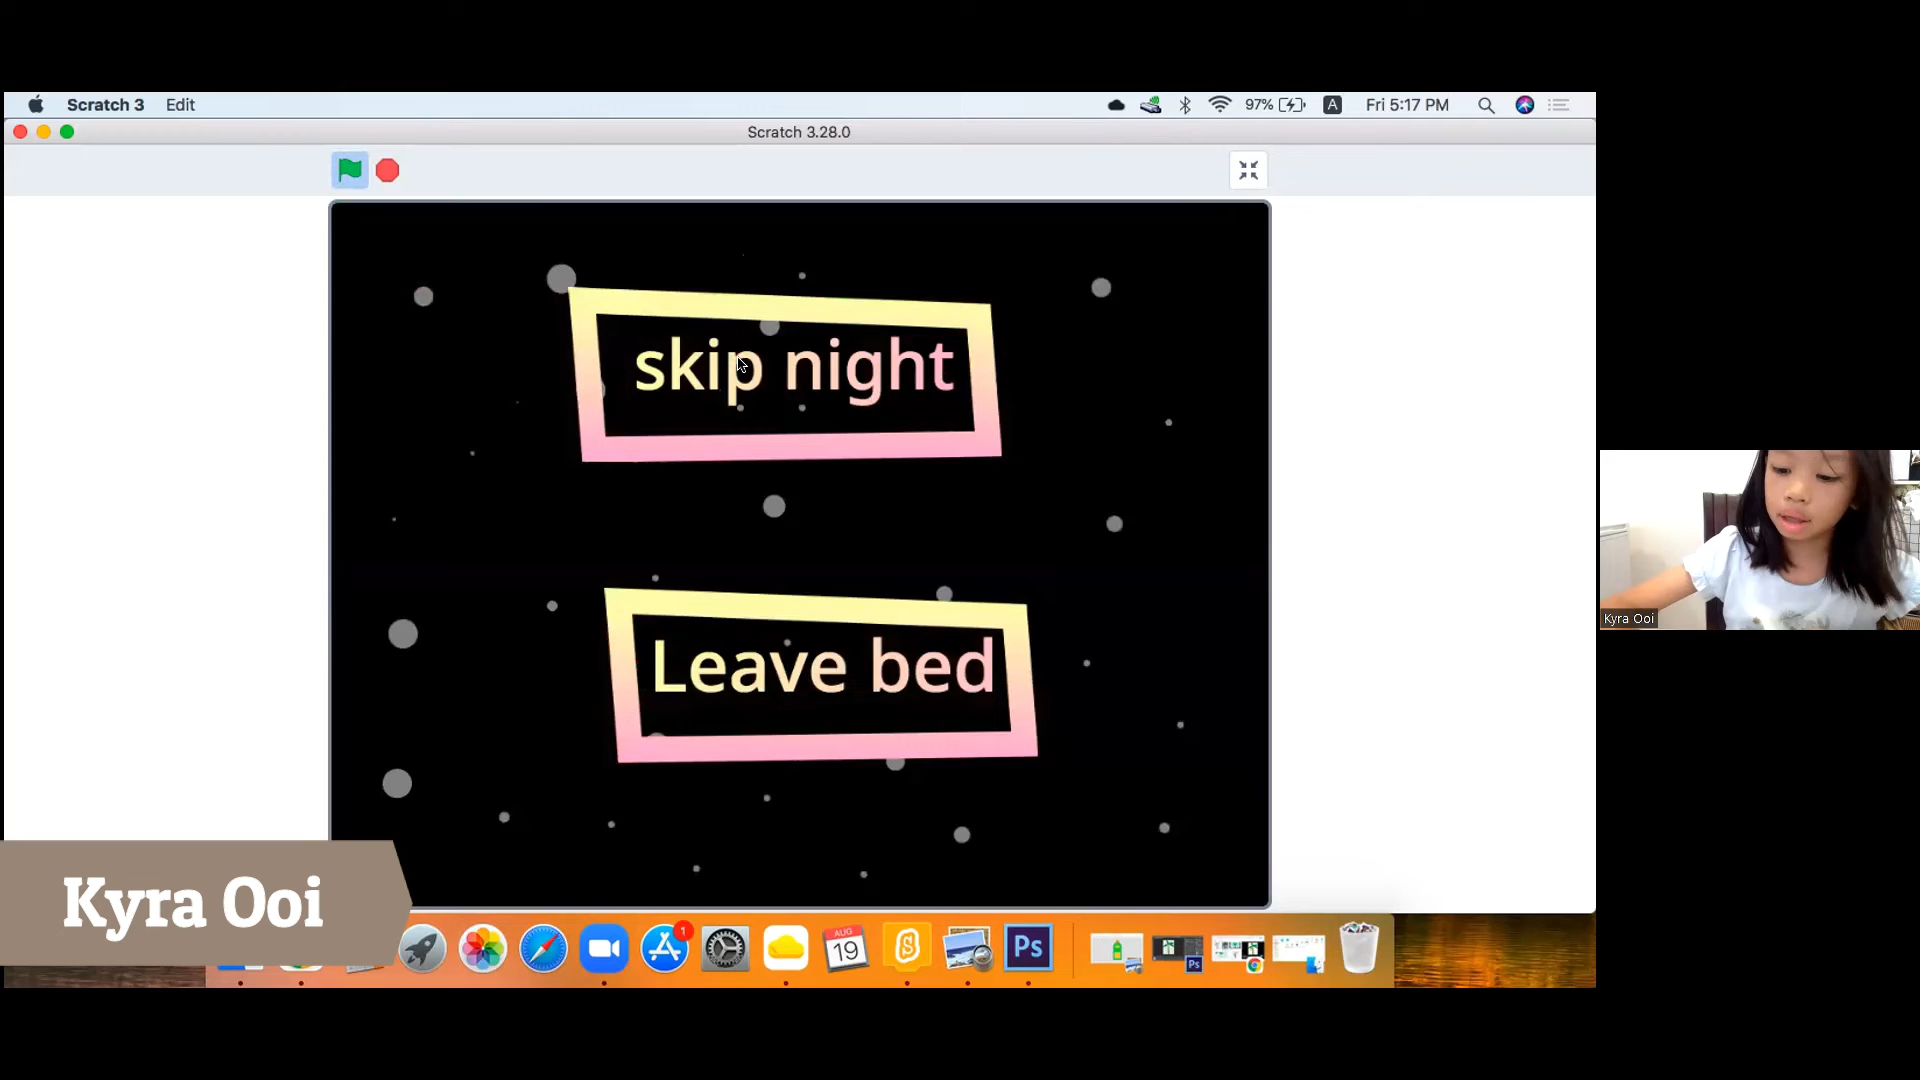 Scratch 3 Edit 97% A Fri 5:17 PM
Scratch 3.28.0
skip night
Leave bed
Kyra Ooi
Kyra Ooi
1
AUG
19
Ps
Ps